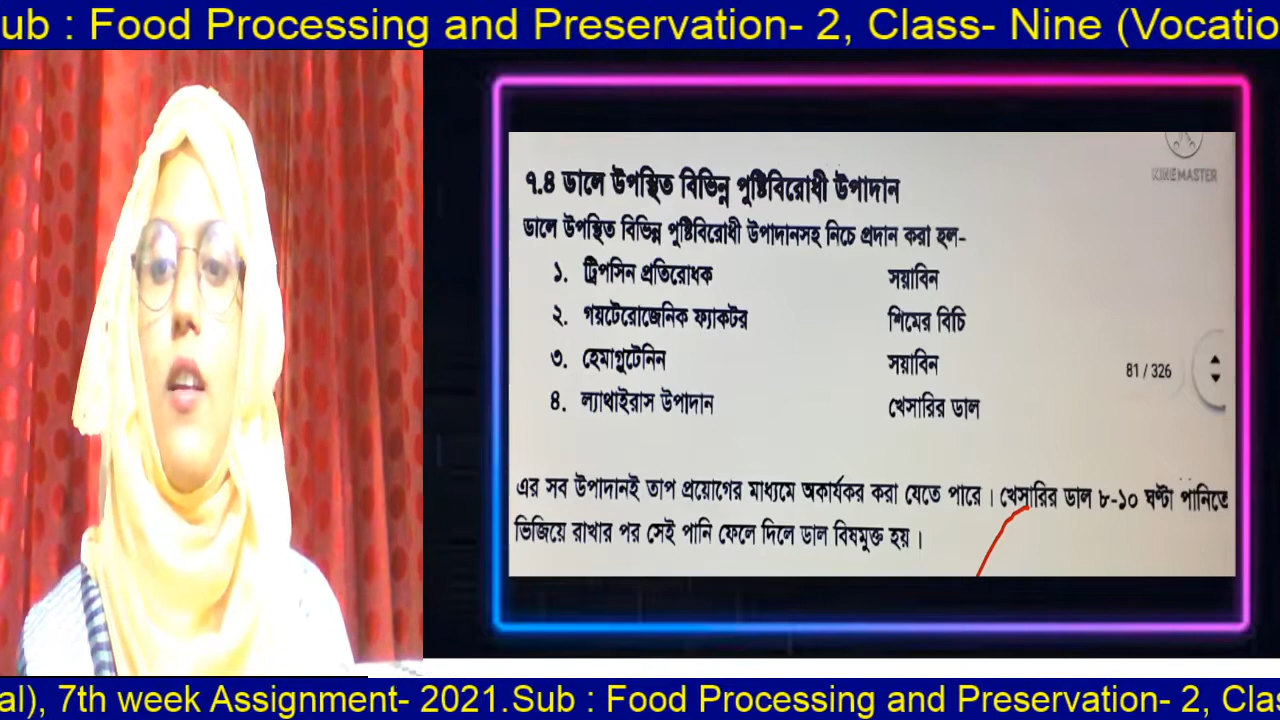 ub : Food Processing and Preservation- 2, Class- Nine (Vocatio
KINEMASTER
৭.৪ ডালে উপস্থিত বিভিন্ন পুষ্টিবিরোধী উপাদান
ডালে উপস্থিত বিভিন্ন পুষ্টিবিরোধী উপাদানসহ নিচে প্রদান করা হল-
১. ট্রিপসিন প্রতিরোধক সয়াবিন
২. গয়টেরোজেনিক ফ্যাকটর শিমের বিচি
৩. হেমাগ্লুটেনিন সয়াবিন
81 / 326
৪. ল্যাথাইরাস উপাদান খেসারির ডাল
এর সব উপাদানই তাপ প্রয়োগের মাধ্যমে অকার্যকর করা যেতে পারে । খেসারির ডাল ৮-১০ ঘণ্টা পানিতে
ভিজিয়ে রাখার পর সেই পানি ফেলে দিলে ডাল বিষমুক্ত হয় ।
al), 7th week Assignment- 2021.Sub : Food Processing and Preservation- 2, Clas